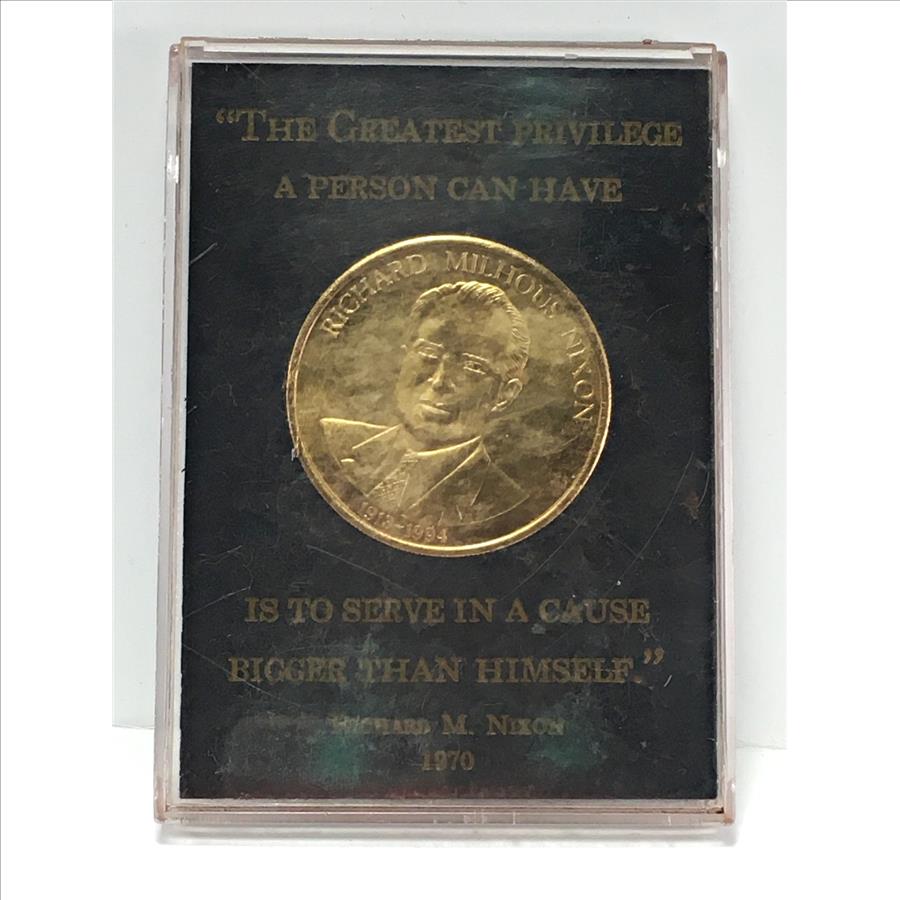 “THE GREATEST PRIVILEGE
A PERSON CAN HAVE
RICHARD MILHOUS NIXON
1913-1994
IS TO SERVE IN A CAUSE
BIGGER THAN HIMSELF.”
RICHARD M. NIXON
1970